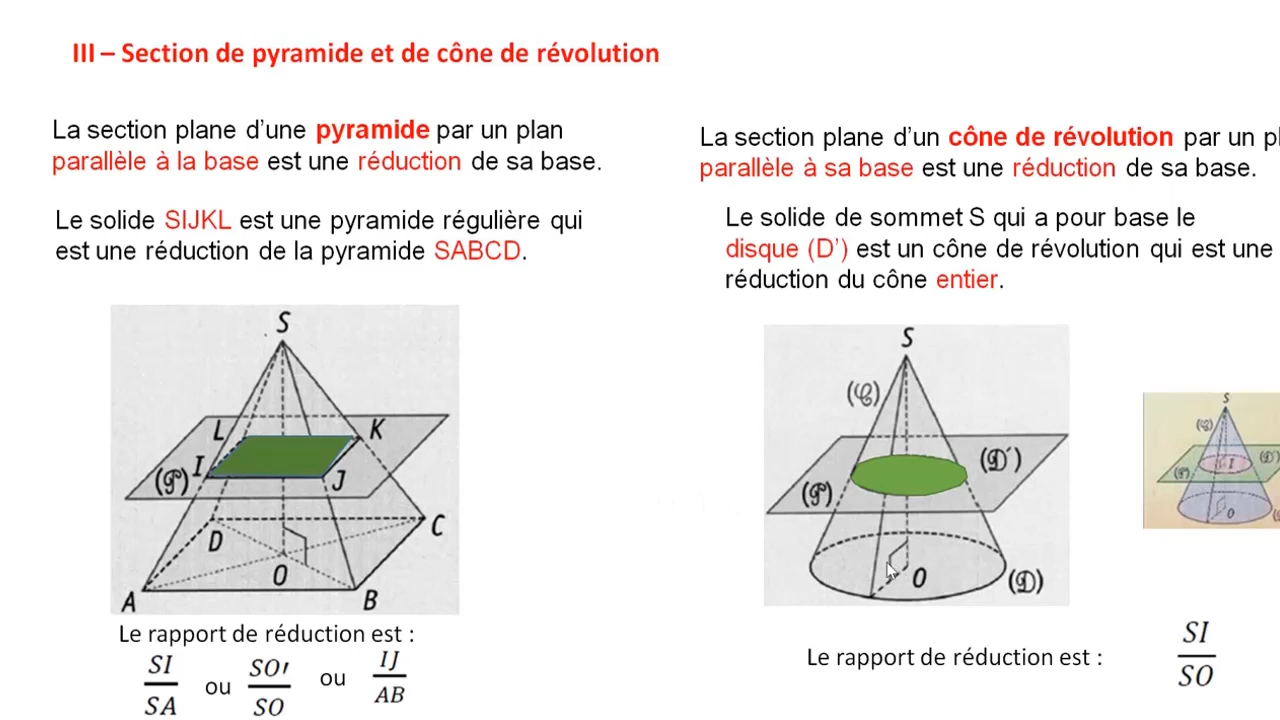 III – Section de pyramide et de cône de révolution
La section plane d’une pyramide par un plan
parallèle à la base est une réduction de sa base.
Le solide SIJKL est une pyramide régulière qui
est une réduction de la pyramide SABCD.
S
L
K
I
(P)
J
D
C
O
A
B
Le rapport de réduction est :
SI
SA
ou
SO′
SO
ou
IJ
AB
La section plane d’un cône de révolution par un
parallèle à sa base est une réduction de sa base.
Le solide de sommet S qui a pour base le
disque (D’) est un cône de révolution qui est une
réduction du cône entier.
S
(C)
(D')
(P)
O
(D)
S
(C)
(D')
I
(P)
O
Le rapport de réduction est :
SI
SO